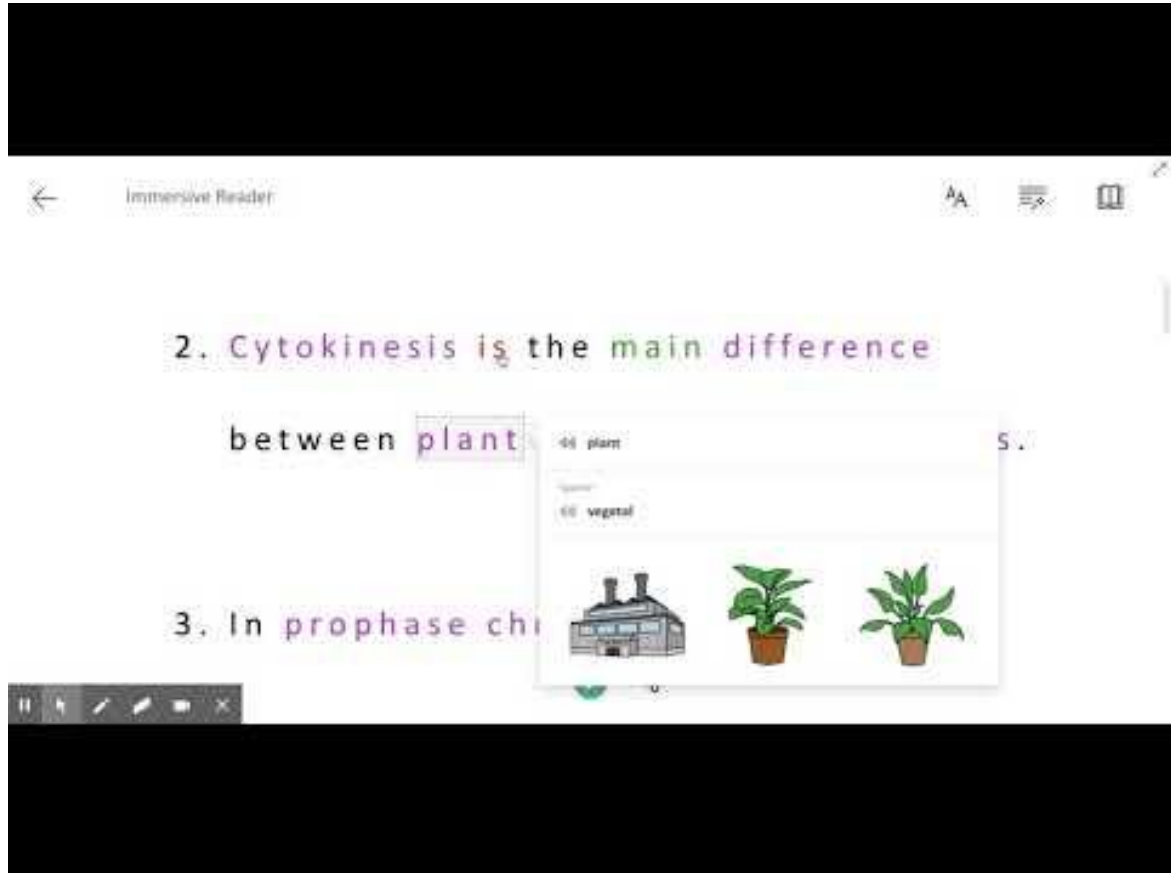 Immersive Reader
2. Cytokinesis is the main difference
between plant s.
plant
vegetal
3. In prophase ch